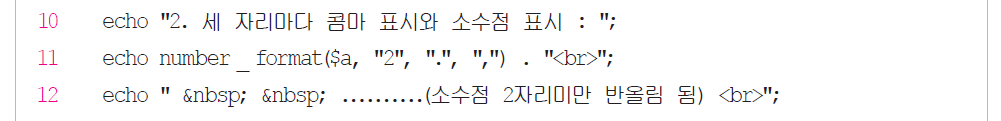 10 echo "2. 세 자리마다 콤마 표시와 소수점 표시 : ";
11 echo number _ format($a, "2", ".", ",") . "<br>";
12 echo " &nbsp; &nbsp; ..........(소수점 2자리미만 반올림 됨) <br>";